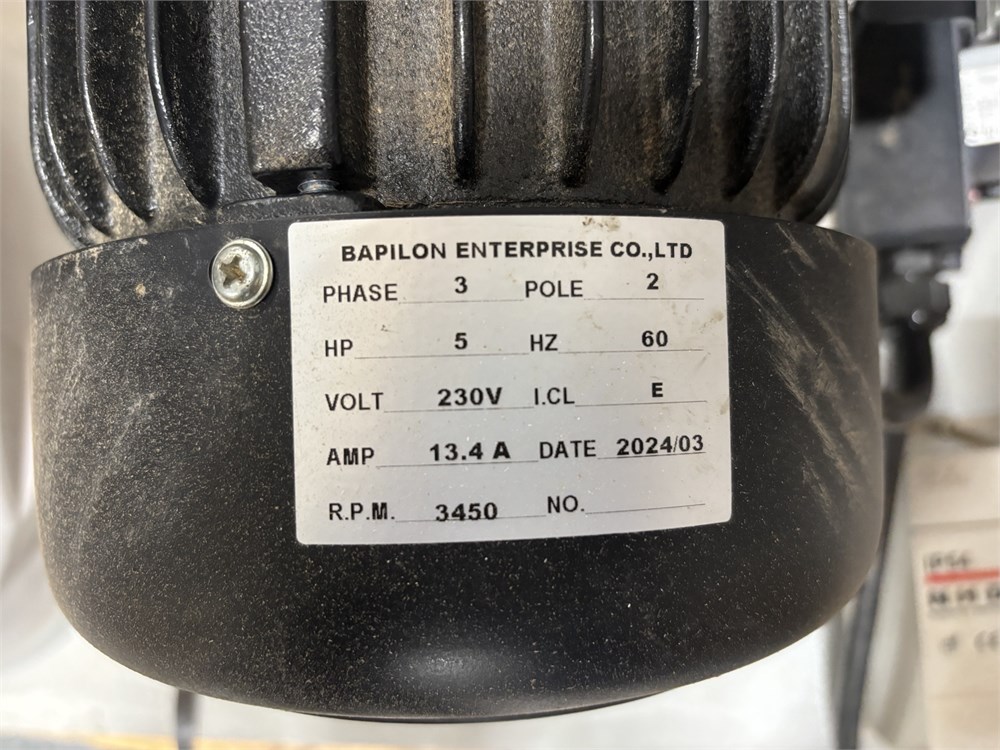 BAPILON ENTERPRISE CO.,LTD
PHASE 3 POLE 2
HP 5 HZ 60
VOLT 230V I.CL E
AMP 13.4 A DATE 2024/03
R.P.M. 3450 NO.
IP54